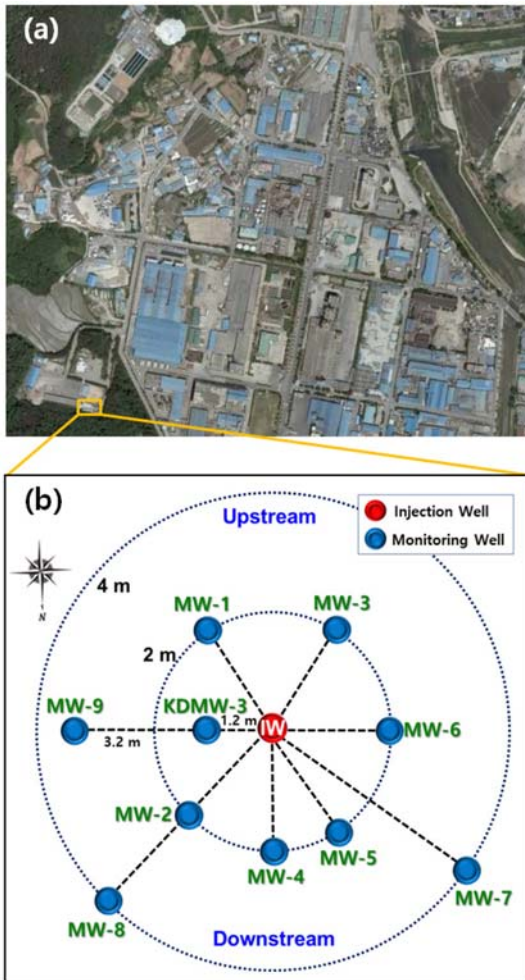 (a)
(b)
Upstream
Injection Well
Monitoring Well
N
4 m
MW-1
MW-3
2 m
MW-9
KDMW-3
1.2 m
IW
MW-6
3.2 m
MW-2
MW-5
MW-4
MW-7
MW-8
Downstream